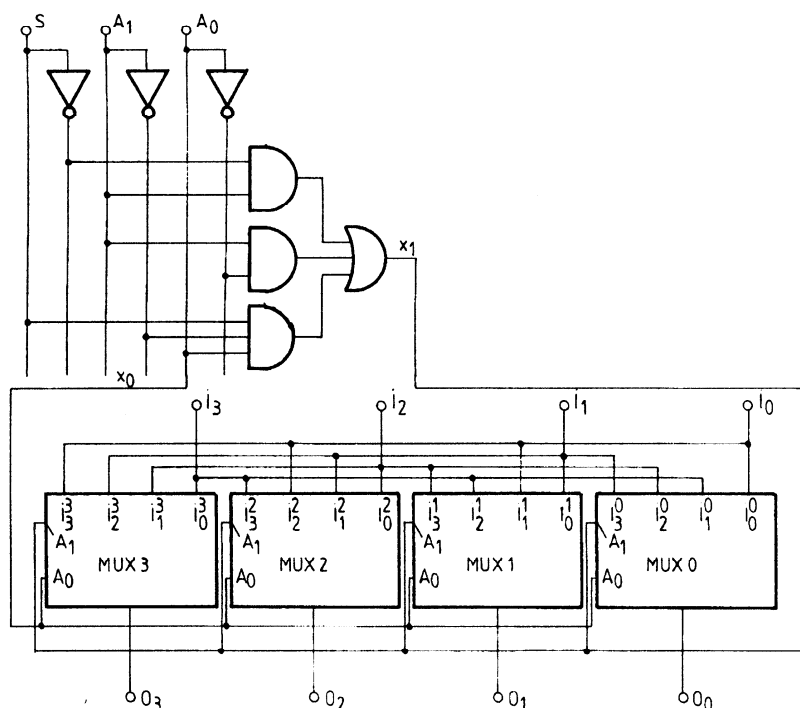 S A₁ A₀
x₁
x₀
I₃ I₂ I₁ I₀
i³₃ i³₂ i³₁ i³₀ i²₃ i²₂ i²₁ i²₀ i¹₃ i¹₂ i¹₁ i¹₀ i⁰₃ i⁰₂ i⁰₁ i⁰₀
A₁ A₁ A₁ A₁
MUX 3 MUX 2 MUX 1 MUX 0
A₀ A₀ A₀ A₀
O₃ O₂ O₁ O₀